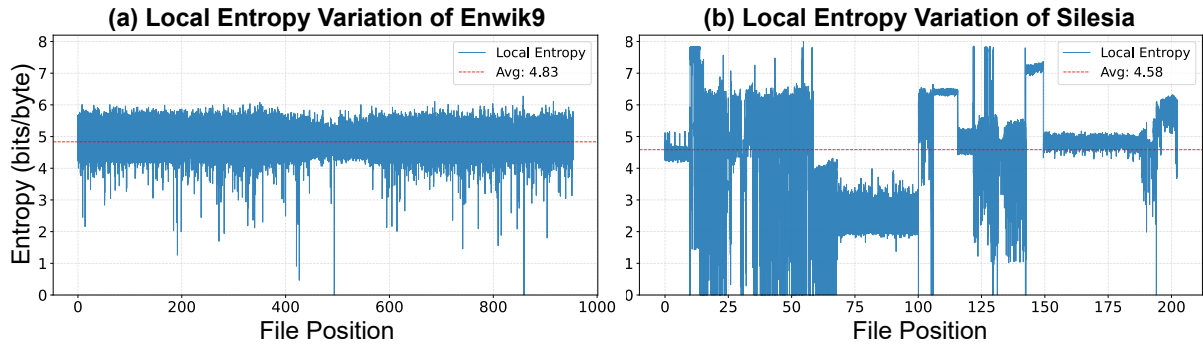 (a) Local Entropy Variation of Enwik9
Entropy (bits/byte)
8
7
6
5
4
3
2
1
0
Local Entropy
Avg: 4.83
0 200 400 600 800 1000
File Position
(b) Local Entropy Variation of Silesia
8
7
6
5
4
3
2
1
0
Local Entropy
Avg: 4.58
0 25 50 75 100 125 150 175 200
File Position